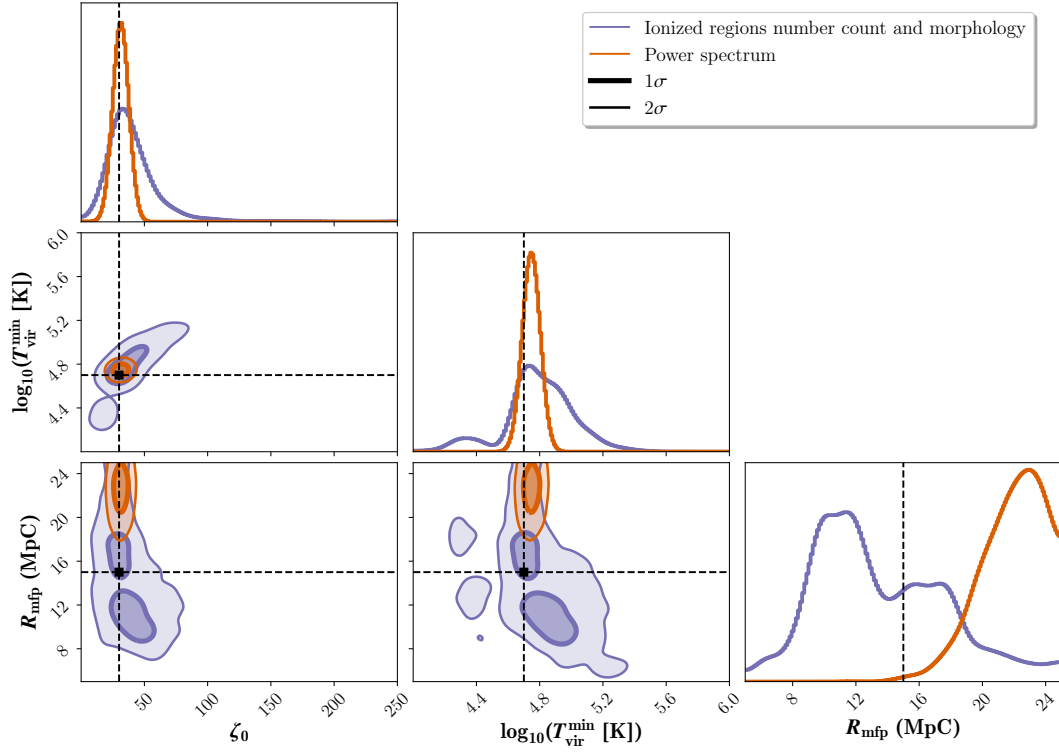 Ionized regions number count and morphology
Power spectrum
1σ
2σ
6.0
5.6
5.2
4.8
4.4
log₁₀(T_vir^min [K])
24
20
16
12
8
R_mfp (MpC)
50 100 150 200 250
ζ₀
4.4 4.8 5.2 5.6 6.0
log₁₀(T_vir^min [K])
8 12 16 20 24
R_mfp (MpC)